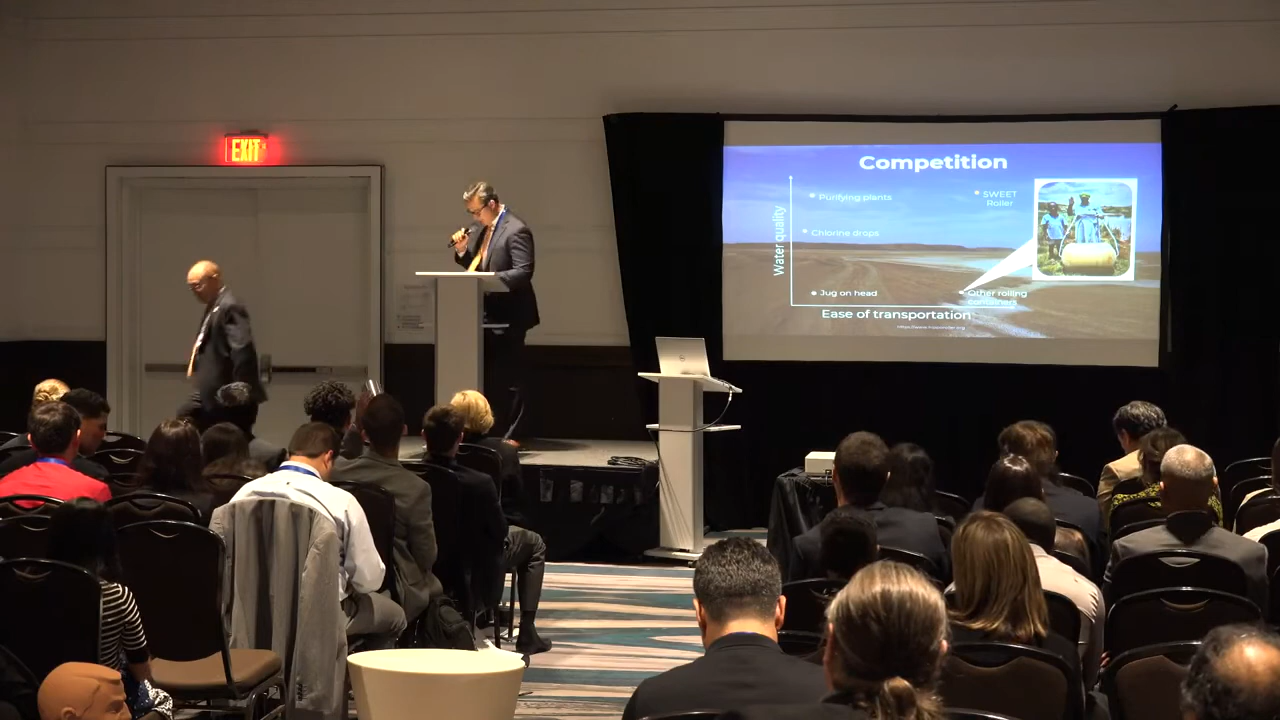 EXIT
Competition
Purifying plants
SWEET
Roller
Chlorine drops
Water quality
Jug on head
Other rolling
containers
Ease of transportation